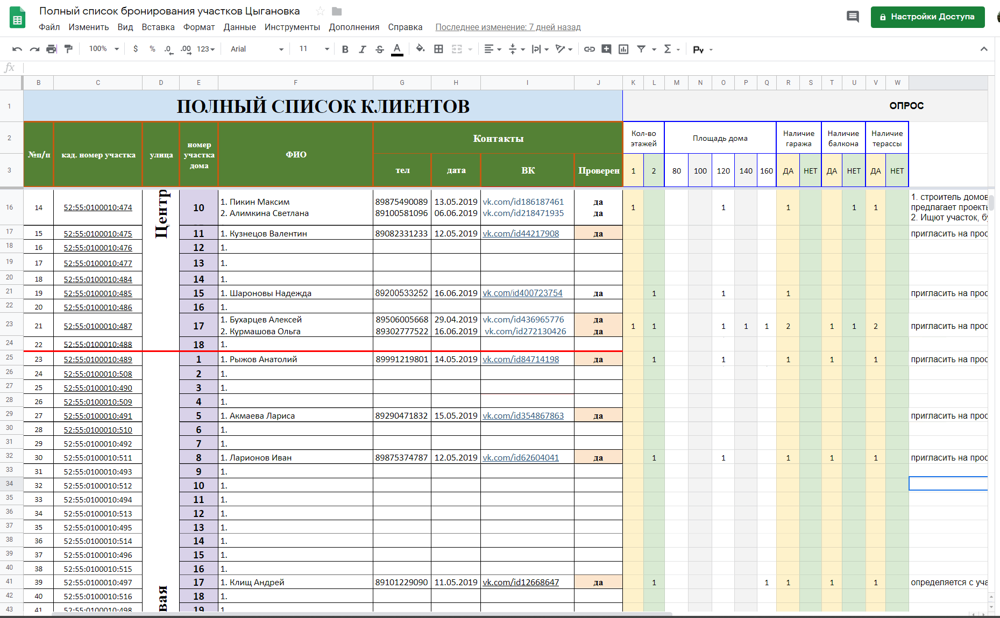 Полный список бронирования участков Цыгановка
Файл Изменить Вид Вставка Формат Данные Инструменты Дополнения Справка Последнее изменение: 7 дней назад
Настройки Доступа
100% $ % .0 .00 123 Arial 11 B I S A Σ Ру
fx
B C D E F G H I J K L M N O P Q R S T U V W
1 ПОЛНЫЙ СПИСОК КЛИЕНТОВ ОПРОС
2 №п/п кад. номер участка улица номер участка дома ФИО Контакты Кол-во этажей Площадь дома Наличие гаража Наличие балкона Наличие терассы
3 тел дата ВК Проверен 1 2 80 100 120 140 160 ДА НЕТ ДА НЕТ ДА НЕТ
Центр
16 14 52:55:0100010:474 10 1. Пикин Максим 89875490089 13.05.2019 vk.com/id186187461 да 1 1 1 1 1 1. строитель домов
предлагает проекты
2. Алимкина Светлана 89100581096 06.06.2019 vk.com/id218471935 да 2. Ищют участок, бу
17 15 52:55:0100010:475 11 1. Кузнецов Валентин 89082331233 12.05.2019 vk.com/id44217908 да пригласить на прос
18 16 52:55:0100010:476 12 1.
19 17 52:55:0100010:477 13 1.
20 18 52:55:0100010:484 14 1.
21 19 52:55:0100010:485 15 1. Шароновы Надежда 89200533252 16.06.2019 vk.com/id400723754 да 1 1 1 пригласить на прос
22 20 52:55:0100010:486 16 1.
23 21 52:55:0100010:487 17 1. Бухарцев Алексей 89506005668 29.04.2019 vk.com/id436965776 да 1 1 1 1 1 2 1 1 2 пригласить на прос
2. Курмашова Ольга 89302777522 16.06.2019 vk.com/id272130426 да
24 22 52:55:0100010:488 18 1.
25 23 52:55:0100010:489 1 1. Рыжов Анатолий 89991219801 14.05.2019 vk.com/id84714198 да 1 1 1 1 1 пригласить на прос
26 24 52:55:0100010:508 2 1.
27 25 52:55:0100010:490 3 1.
28 26 52:55:0100010:509 4 1.
29 27 52:55:0100010:491 5 1. Акмаева Лариса 89290471832 15.05.2019 vk.com/id354867863 да пригласить на прос
30 28 52:55:0100010:510 6 1.
31 29 52:55:0100010:492 7 1.
32 30 52:55:0100010:511 8 1. Ларионов Иван 89875374787 12.05.2019 vk.com/id62604041 да 1 1 1 1 1 пригласить на прос
33 31 52:55:0100010:493 9 1.
34 32 52:55:0100010:512 10 1.
35 33 52:55:0100010:494 11 1.
36 34 52:55:0100010:513 12 1.
37 35 52:55:0100010:495 13 1.
38 36 52:55:0100010:514 14 1.
39 37 52:55:0100010:496 15 1.
40 38 52:55:0100010:515 16 1.
41 39 52:55:0100010:497 17 1. Клищ Андрей 89101229090 11.05.2019 vk.com/id12668647 да 1 1 1 1 1 определяется с уча
42 40 52:55:0100010:516 18 1.
вая
43 41 52:55:0100010:498 19 1.